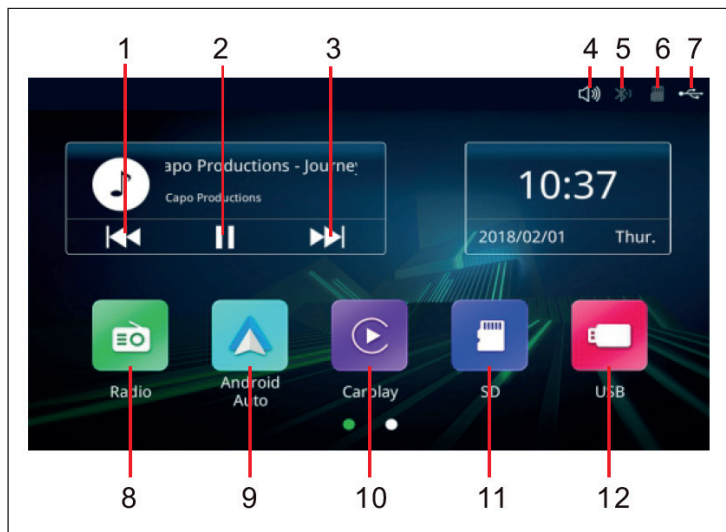 1 2 3 4 5 6 7
apo Productions - Journey
Capo Productions
10:37
2018/02/01 Thur.
Radio
Android
Auto
Carplay
SD
USB
8 9 10 11 12